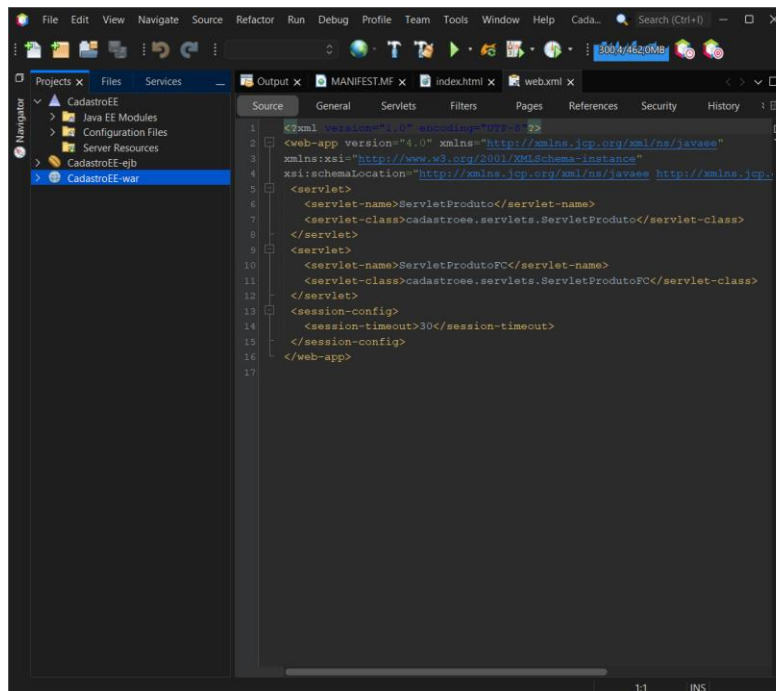 File Edit View Navigate Source Refactor Run Debug Profile Team Tools Window Help Cada... Search (Ctrl+I)
300,4/462,0MB
Projects Files Services
Navigator
CadastroEE
Java EE Modules
Configuration Files
Server Resources
CadastroEE-ejb
CadastroEE-war
Output MANIFEST.MF index.html web.xml
Source General Servlets Filters Pages References Security History
1 <?xml version="1.0" encoding="UTF-8"?>
2 <web-app version="4.0" xmlns="http://xmlns.jcp.org/xml/ns/javaee"
3 xmlns:xsi="http://www.w3.org/2001/XMLSchema-instance"
4 xsi:schemaLocation="http://xmlns.jcp.org/xml/ns/javaee http://xmlns.jcp.
5 <servlet>
6 <servlet-name>ServletProduto</servlet-name>
7 <servlet-class>cadastroee.servlets.ServletProduto</servlet-class>
8 </servlet>
9 <servlet>
10 <servlet-name>ServletProdutoFC</servlet-name>
11 <servlet-class>cadastroee.servlets.ServletProdutoFC</servlet-class>
12 </servlet>
13 <session-config>
14 <session-timeout>30</session-timeout>
15 </session-config>
16 </web-app>
17
1:1 INS